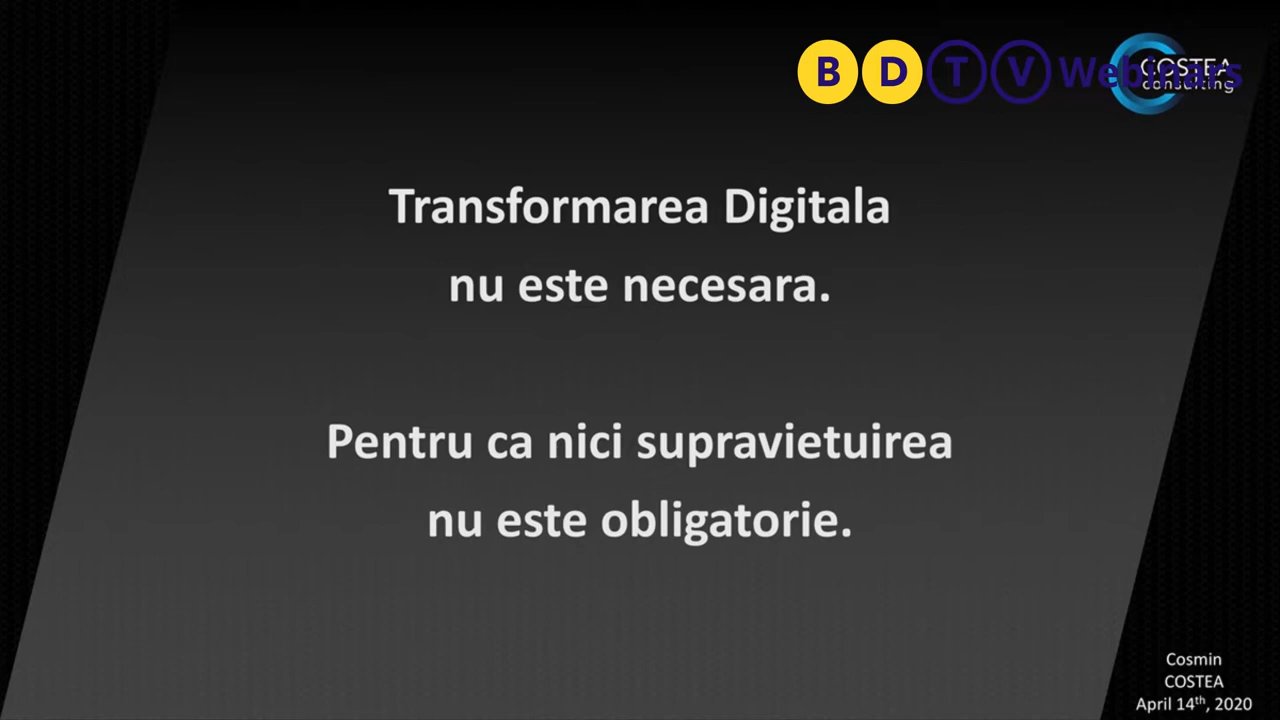 B D T V Webinars
COSTEA
consulting
Transformarea Digitala
nu este necesara.
Pentru ca nici supravietuirea
nu este obligatorie.
Cosmin
COSTEA
April 14th, 2020